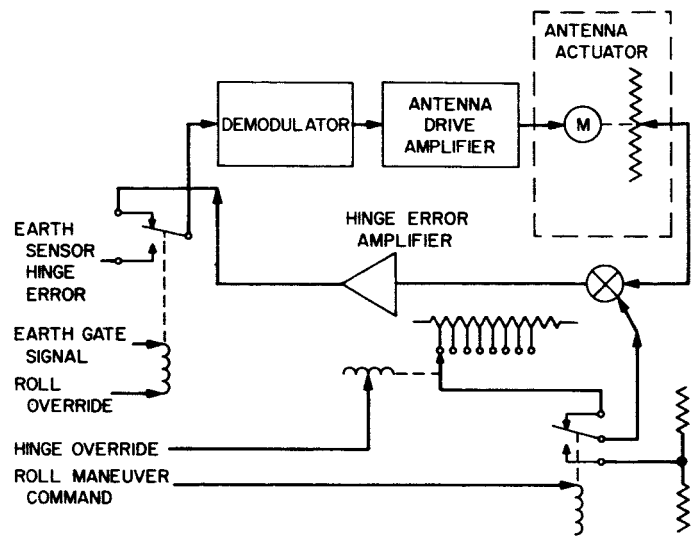 ANTENNA
ACTUATOR
DEMODULATOR
ANTENNA
DRIVE
AMPLIFIER
M
HINGE ERROR
AMPLIFIER
EARTH
SENSOR
HINGE
ERROR
EARTH GATE
SIGNAL
ROLL
OVERRIDE
HINGE OVERRIDE
ROLL MANEUVER
COMMAND